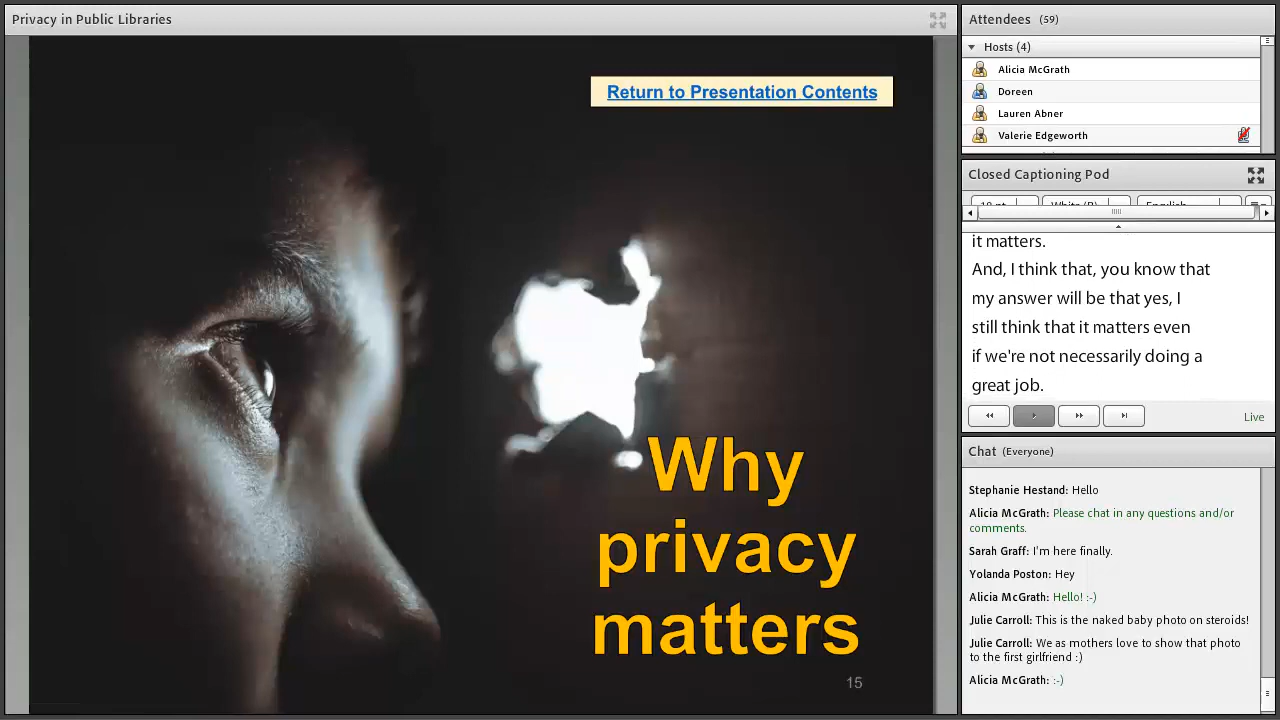 Privacy in Public Libraries
Return to Presentation Contents
Why
privacy
matters
15
Attendees (59)
Hosts (4)
Alicia McGrath
Doreen
Lauren Abner
Valerie Edgeworth
Closed Captioning Pod
English
it matters.
And, I think that, you know that
my answer will be that yes, I
still think that it matters even
if we're not necessarily doing a
great job.
Live
Chat (Everyone)
Stephanie Hestand: Hello
Alicia McGrath: Please chat in any questions and/or
comments.
Sarah Graff: I'm here finally.
Yolanda Poston: Hey
Alicia McGrath: Hello! :-)
Julie Carroll: This is the naked baby photo on steroids!
Julie Carroll: We as mothers love to show that photo
to the first girlfriend :)
Alicia McGrath: :-)